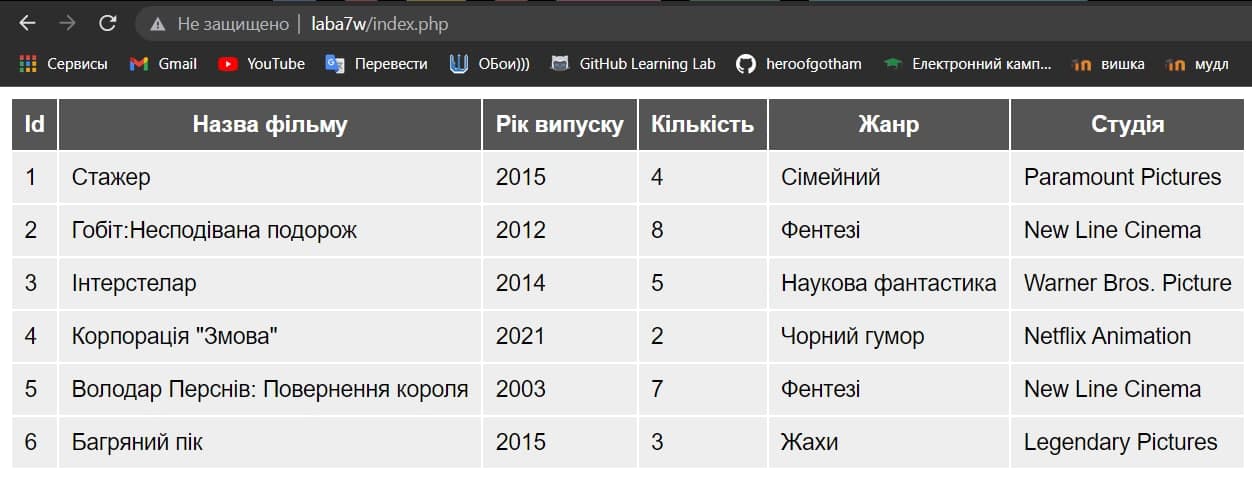 Не защищено | laba7w/index.php
Сервисы Gmail YouTube Перевести ОБои))) GitHub Learning Lab heroofgotham Електронний камп... вишка мудл
Id Назва фільму Рік випуску Кількість Жанр Студія
1 Стажер 2015 4 Сімейний Paramount Pictures
2 Гобіт:Несподівана подорож 2012 8 Фентезі New Line Cinema
3 Інтерстелар 2014 5 Наукова фантастика Warner Bros. Picture
4 Корпорація "Змова" 2021 2 Чорний гумор Netflix Animation
5 Володар Перснів: Повернення короля 2003 7 Фентезі New Line Cinema
6 Багряний пік 2015 3 Жахи Legendary Pictures